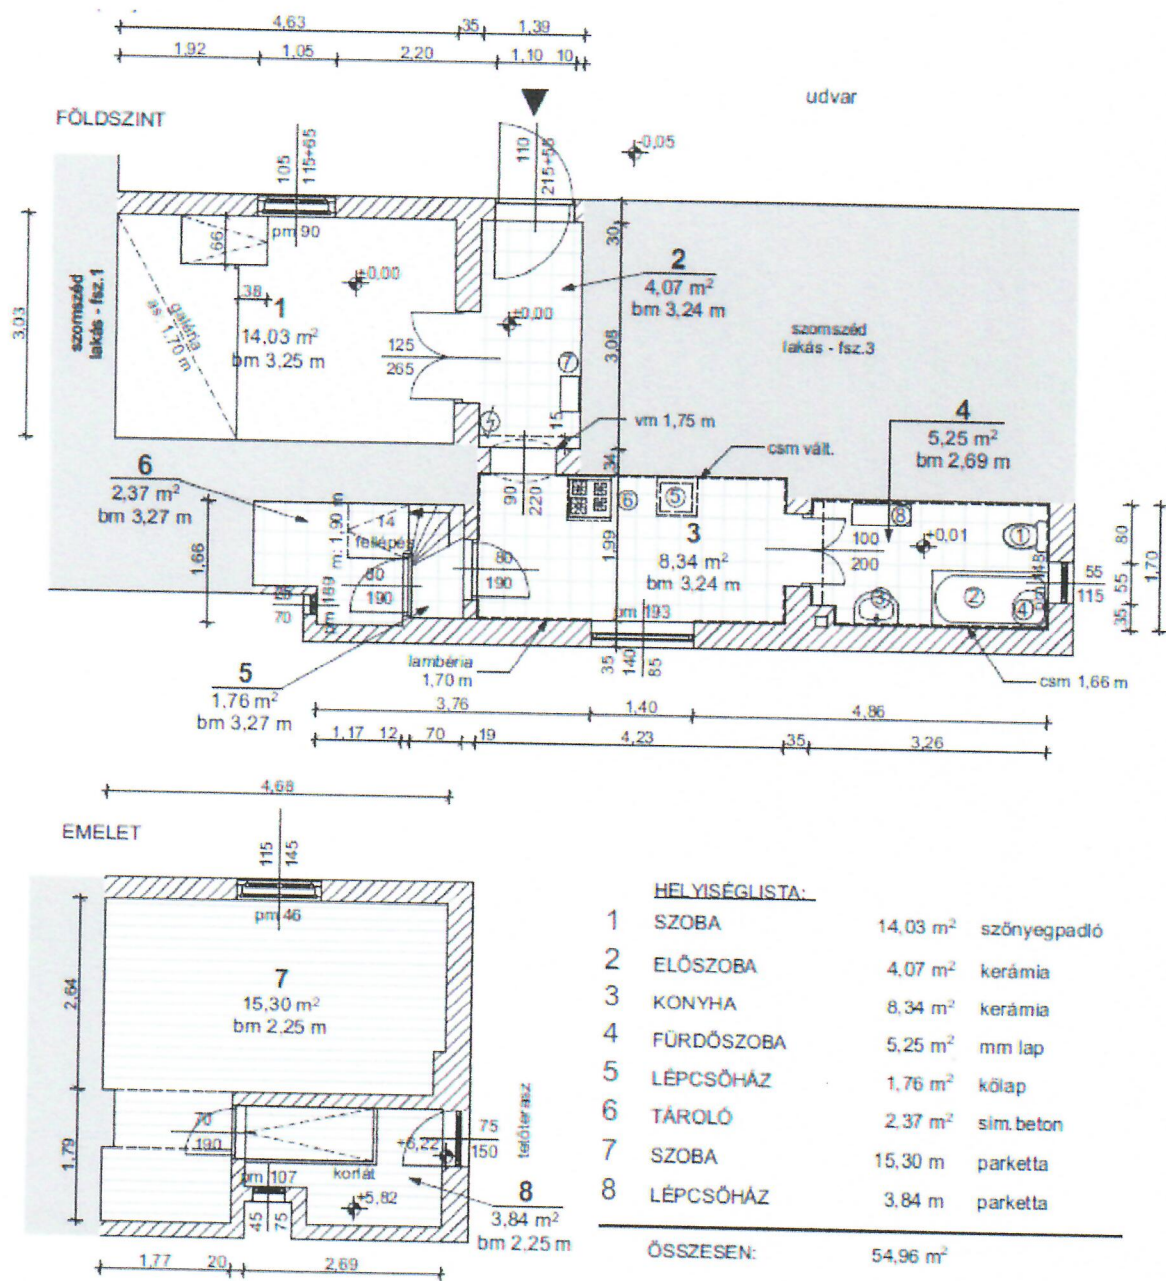 4,63 35 1,39
1,92 1,05 2,20 1,10 10
FÖLDSZINT
udvar
105
115+65
110
215+55
-0,05
3,03
szomszéd
lakás - fsz.1
66
pm 90
38
±0,00
galéria
as. 1,70 m
1
14,03 m²
bm 3,25 m
125
265
±0,00
7
15
30
3,08
34
2
4,07 m²
bm 3,24 m
szomszéd
lakás - fsz.3
vm 1,75 m
csm vált.
4
5,25 m²
bm 2,69 m
6
2,37 m²
bm 3,27 m
1,66
14
fellépés
m: 1,90 m
80
190
pm 189
70
80
190
90
220
6
5
1,99
3
8,34 m²
bm 3,24 m
pm 193
100
200
8
+0,01
1
2
3
4
55
115
80
55
35
1,70
5
1,76 m²
bm 3,27 m
lambéria
1,70 m
35
140
85
csm 1,66 m
3,76 1,40 4,86
1,17 12 70 19 4,23 35 3,26
4,68
EMELET
115
145
pm 46
2,64
7
15,30 m²
bm 2,25 m
1,79
70
190
korlát
+6,22
75
150
tetőterasz
pm 107
+5,82
45
75
8
3,84 m²
bm 2,25 m
1,77 20 2,69
HELYISÉGLISTA:
1 SZOBA 14,03 m² szőnyegpadló
2 ELŐSZOBA 4,07 m² kerámia
3 KONYHA 8,34 m² kerámia
4 FÜRDŐSZOBA 5,25 m² mm lap
5 LÉPCSŐHÁZ 1,76 m² kőlap
6 TÁROLÓ 2,37 m² sim.beton
7 SZOBA 15,30 m parketta
8 LÉPCSŐHÁZ 3,84 m parketta
ÖSSZESEN: 54,96 m²